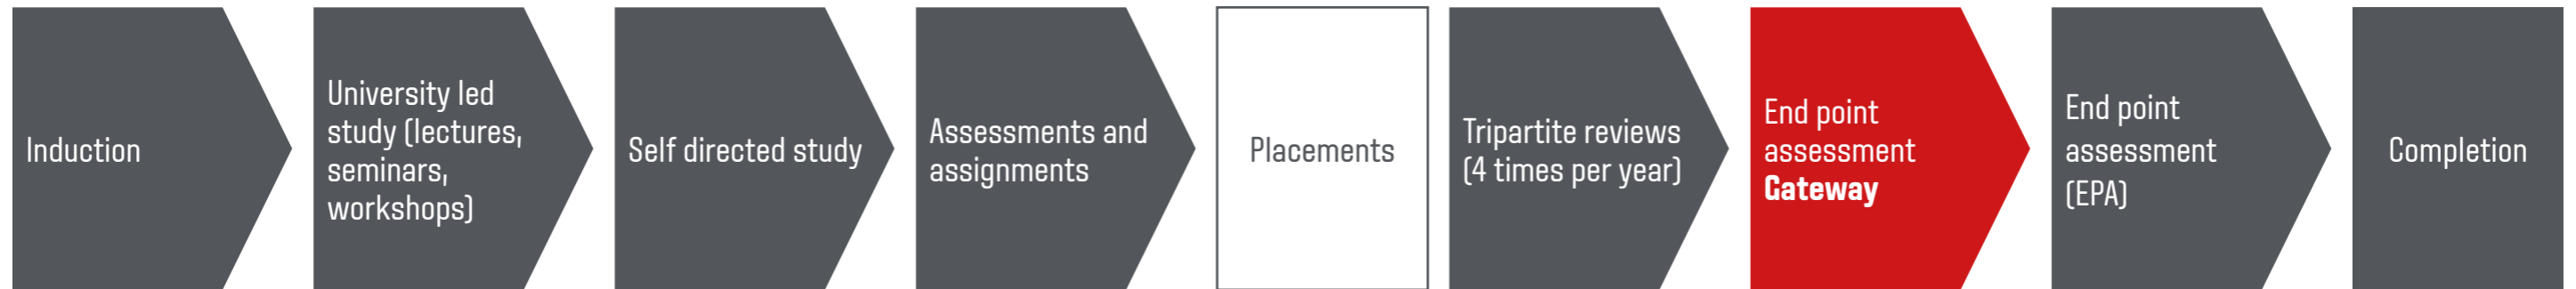 Induction
University led
study (lectures,
seminars,
workshops)
Self directed study
Assessments and
assignments
Placements
Tripartite reviews
(4 times per year)
End point
assessment
Gateway
End point
assessment
(EPA)
Completion